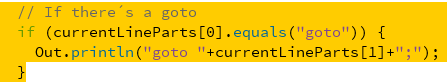 // If there´s a goto
if (currentLineParts[0].equals("goto")) {
Out.println("goto "+currentLineParts[1]+";");
}